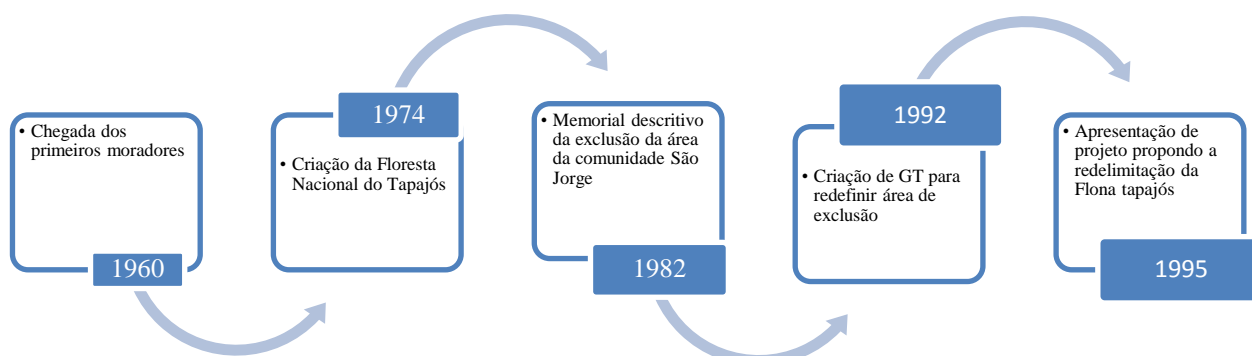 • Chegada dos
primeiros moradores
1960
1974
• Criação da Floresta
Nacional do Tapajós
• Memorial descritivo
da exclusão da área
da comunidade São
Jorge
1982
1992
• Criação de GT para
redefinir área de
exclusão
• Apresentação de
projeto propondo a
redelimitação da
Flona tapajós
1995